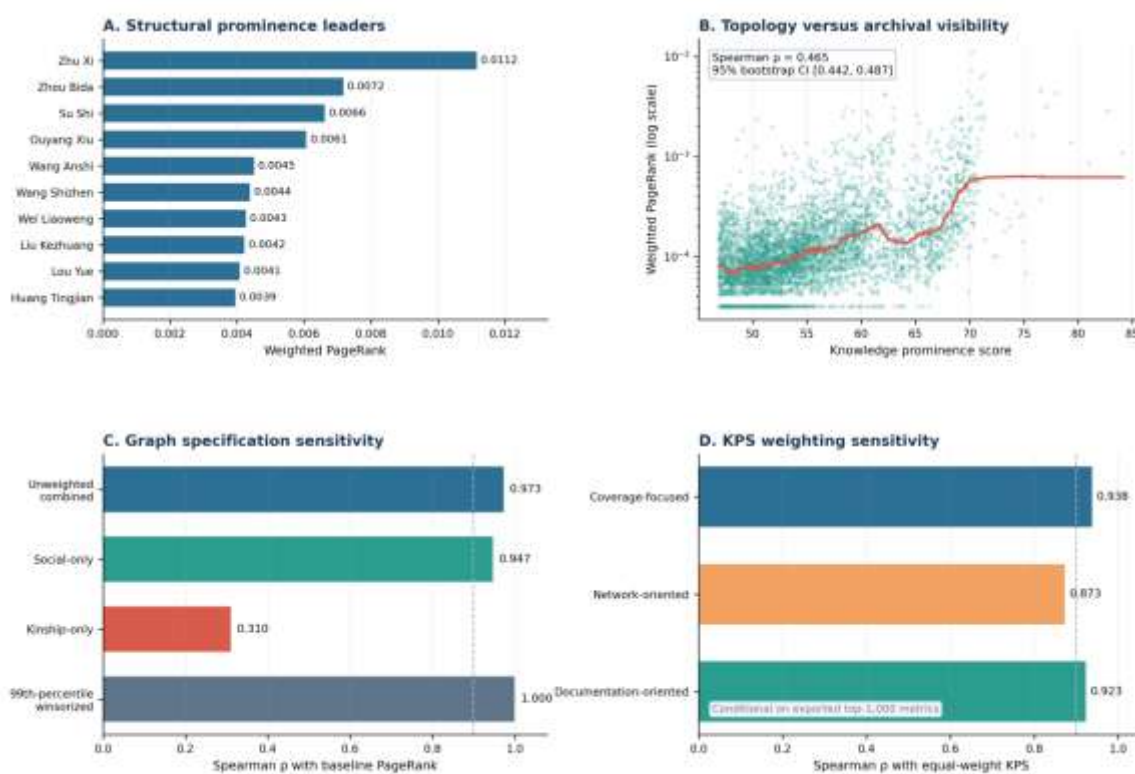 A. Structural prominence leaders
Zhu Xi
0.0112
Zhou Bida
0.0072
Su Shi
0.0066
Ouyang Xiu
0.0061
Wang Anshi
0.0045
Wang Shizhen
0.0044
Wei Liaoweng
0.0043
Liu Kezhuang
0.0042
Lou Yue
0.0041
Huang Tingjian
0.0039
0.000 0.002 0.004 0.006 0.008 0.010 0.012
Weighted PageRank
B. Topology versus archival visibility
Spearman ρ = 0.465
95% bootstrap CI [0.442, 0.487]
Weighted PageRank (log scale)
10⁻⁴
50 55 60 65 70 75 80 85
Knowledge prominence score
C. Graph specification sensitivity
Unweighted
combined
0.973
Social-only
0.947
Kinship-only
0.310
99th-percentile
winsorized
1.000
0.0 0.2 0.4 0.6 0.8 1.0
Spearman ρ with baseline PageRank
D. KPS weighting sensitivity
Coverage-focused
0.938
Network-oriented
0.873
Documentation-oriented
0.923
Conditional on exported top-1,000 metrics
0.0 0.2 0.4 0.6 0.8 1.0
Spearman ρ with equal-weight KPS